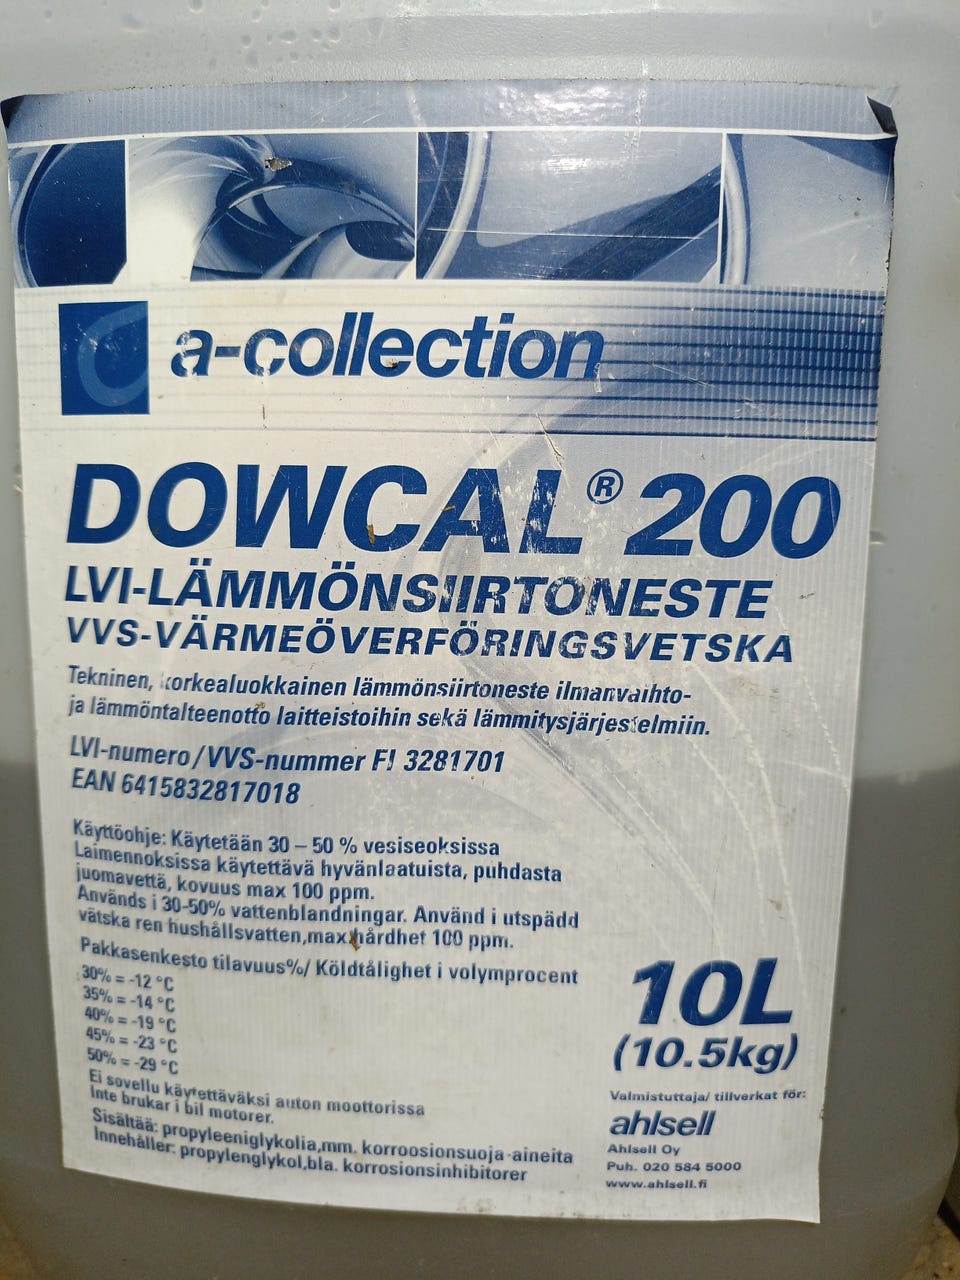 a-collection
DOWCAL® 200
LVI-LÄMMÖNSIIRTONESTE
VVS-VÄRMEÖVERFÖRINGSVETSKA
Tekninen, korkealuokkainen lämmönsiirtoneste ilmanvaihto-
ja lämmöntalteenotto laitteistoihin sekä lämmitysjärjestelmiin.
LVI-numero/VVS-nummer FI 3281701
EAN 6415832817018
Käyttöohje: Käytetään 30 – 50 % vesiseoksissa
Laimennoksissa käytettävä hyvänlaatuista, puhdasta
juomavettä, kovuus max 100 ppm.
Används i 30-50% vattenblandningar. Använd i utspädd
vätska ren hushållsvatten,max.hårdhet 100 ppm.
Pakkasenkesto tilavuus%/ Köldtålighet i volymprocent
30% = -12 °C
35% = -14 °C
40% = -19 °C
45% = -23 °C
50% = -29 °C
Ei sovellu käytettäväksi auton moottorissa
Inte brukar i bil motorer.
Sisältää: propyleeniglykolia,mm. korroosionsuoja-aineita
Innehåller: propylenglykol,bla. korrosionsinhibitorer
10L
(10.5kg)
Valmistuttaja/ tillverkat för:
ahlsell
Ahlsell Oy
Puh. 020 584 5000
www.ahlsell.fi